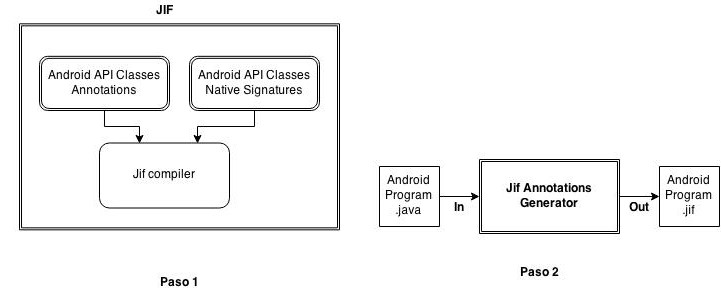 JIF
Android API Classes
Annotations
Android API Classes
Native Signatures
Jif compiler
Paso 1
Android
Program
.java
In
Jif Annotations
Generator
Out
Android
Program
.jif
Paso 2